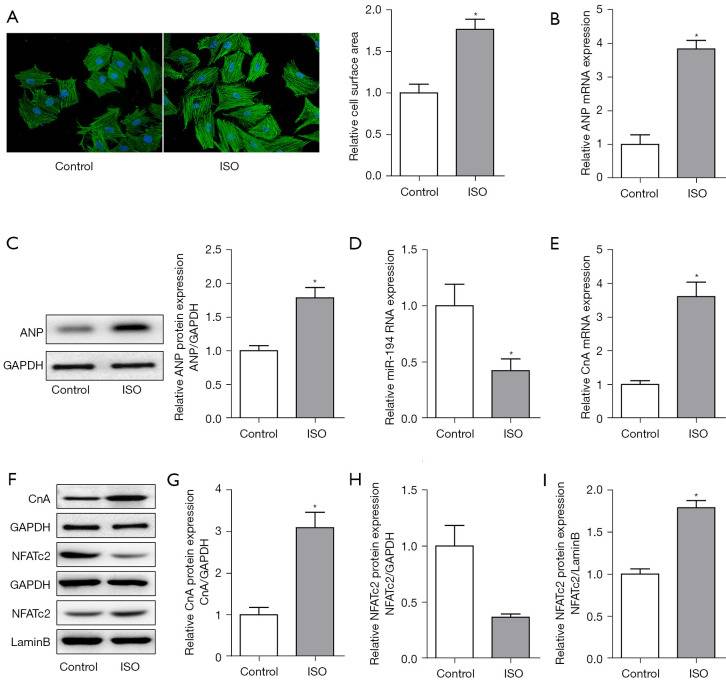 A
Control
ISO
Relative cell surface area
2.0
1.5
1.0
0.5
0.0
*
Control
ISO
B
Relative ANP mRNA expression
5
4
3
2
1
0
*
Control
ISO
C
ANP
GAPDH
Control
ISO
Relative ANP protein expression
ANP/GAPDH
2.5
2.0
1.5
1.0
0.5
0.0
*
Control
ISO
D
Relative miR-194 RNA expression
1.5
1.0
0.5
0.0
*
Control
ISO
E
Relative CnA mRNA expression
5
4
3
2
1
0
*
Control
ISO
F
CnA
GAPDH
NFATc2
GAPDH
NFATc2
LaminB
Control
ISO
G
Relative CnA protein expression
CnA/GAPDH
4
3
2
1
0
*
Control
ISO
H
Relative NFATc2 protein expression
NFATc2/GAPDH
1.5
1.0
0.5
0.0
Control
ISO
I
Relative NFATc2 protein expression
NFATc2/LaminB
2.0
1.5
1.0
0.5
0.0
*
Control
ISO